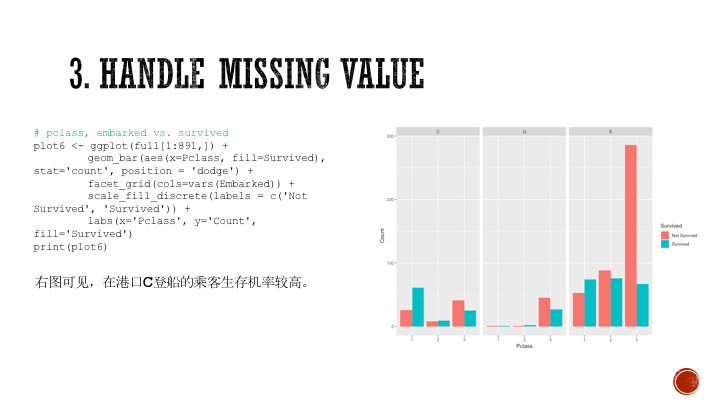 3. HANDLE MISSING VALUE
# pclass, embarked vs. survived
plot6 <- ggplot(full[1:891,]) +
geom_bar(aes(x=Pclass, fill=Survived),
stat='count', position = 'dodge') +
facet_grid(cols=vars(Embarked)) +
scale_fill_discrete(labels = c('Not
Survived', 'Survived')) +
labs(x='Pclass', y='Count',
fill='Survived')
print(plot6)
右图可见，在港口C登船的乘客生存机率较高。
C Q S
300
200
100
0
Count
1 2 3 1 2 3 1 2 3
Pclass
Survived
Not Survived
Survived